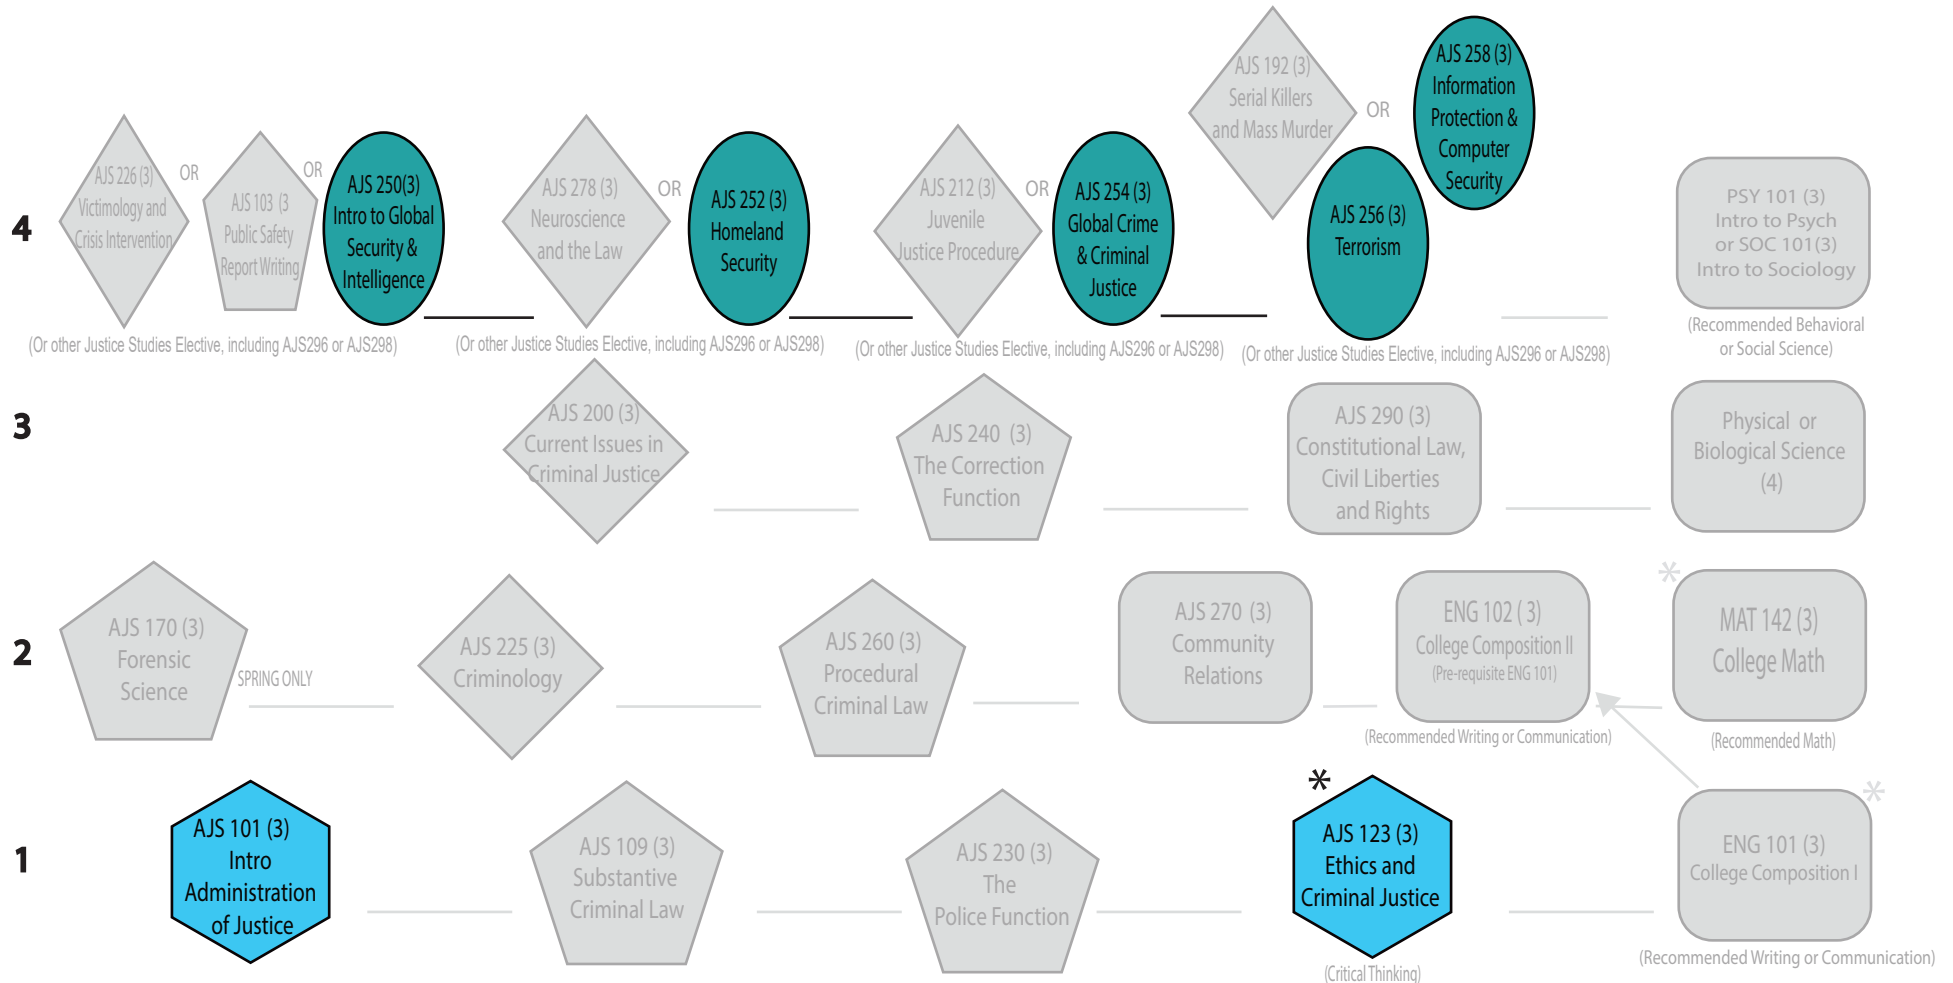 4
AJS 226 (3)
Victimology and
Crisis Intervention
OR
AJS 103 (3
Public Safety
Report Writing
OR
AJS 250(3)
Intro to Global
Security &
Intelligence
(Or other Justice Studies Elective, including AJS296 or AJS298)
AJS 278 (3)
Neuroscience
and the Law
OR
AJS 252 (3)
Homeland
Security
(Or other Justice Studies Elective, including AJS296 or AJS298)
AJS 212 (3)
Juvenile
Justice Procedure
OR
AJS 254 (3)
Global Crime
& Criminal
Justice
(Or other Justice Studies Elective, including AJS296 or AJS298)
AJS 192 (3)
Serial Killers
and Mass Murder
OR
AJS 258 (3)
Information
Protection &
Computer
Security
AJS 256 (3)
Terrorism
(Or other Justice Studies Elective, including AJS296 or AJS298)
PSY 101 (3)
Intro to Psych
or SOC 101(3)
Intro to Sociology
(Recommended Behavioral
or Social Science)
3
AJS 200 (3)
Current Issues in
Criminal Justice
AJS 240 (3)
The Correction
Function
AJS 290 (3)
Constitutional Law,
Civil Liberties
and Rights
Physical or
Biological Science
(4)
2
AJS 170 (3)
Forensic
Science
SPRING ONLY
AJS 225 (3)
Criminology
AJS 260 (3)
Procedural
Criminal Law
AJS 270 (3)
Community
Relations
ENG 102 ( 3)
College Composition II
(Pre-requisite ENG 101)
(Recommended Writing or Communication)
*
MAT 142 (3)
College Math
(Recommended Math)
1
AJS 101 (3)
Intro
Administration
of Justice
AJS 109 (3)
Substantive
Criminal Law
AJS 230 (3)
The
Police Function
*
AJS 123 (3)
Ethics and
Criminal Justice
(Critical Thinking)
*
ENG 101 (3)
College Composition I
(Recommended Writing or Communication)